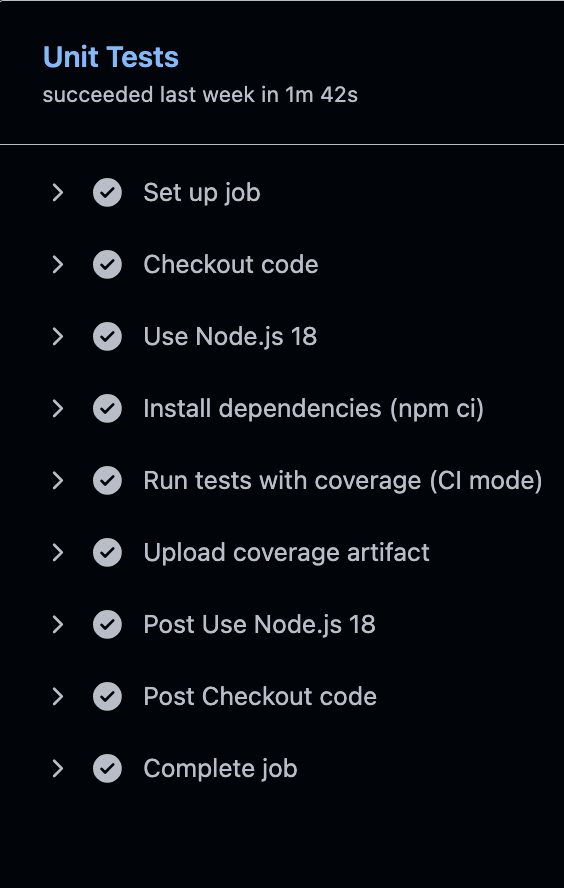 Unit Tests
succeeded last week in 1m 42s
Set up job
Checkout code
Use Node.js 18
Install dependencies (npm ci)
Run tests with coverage (CI mode)
Upload coverage artifact
Post Use Node.js 18
Post Checkout code
Complete job